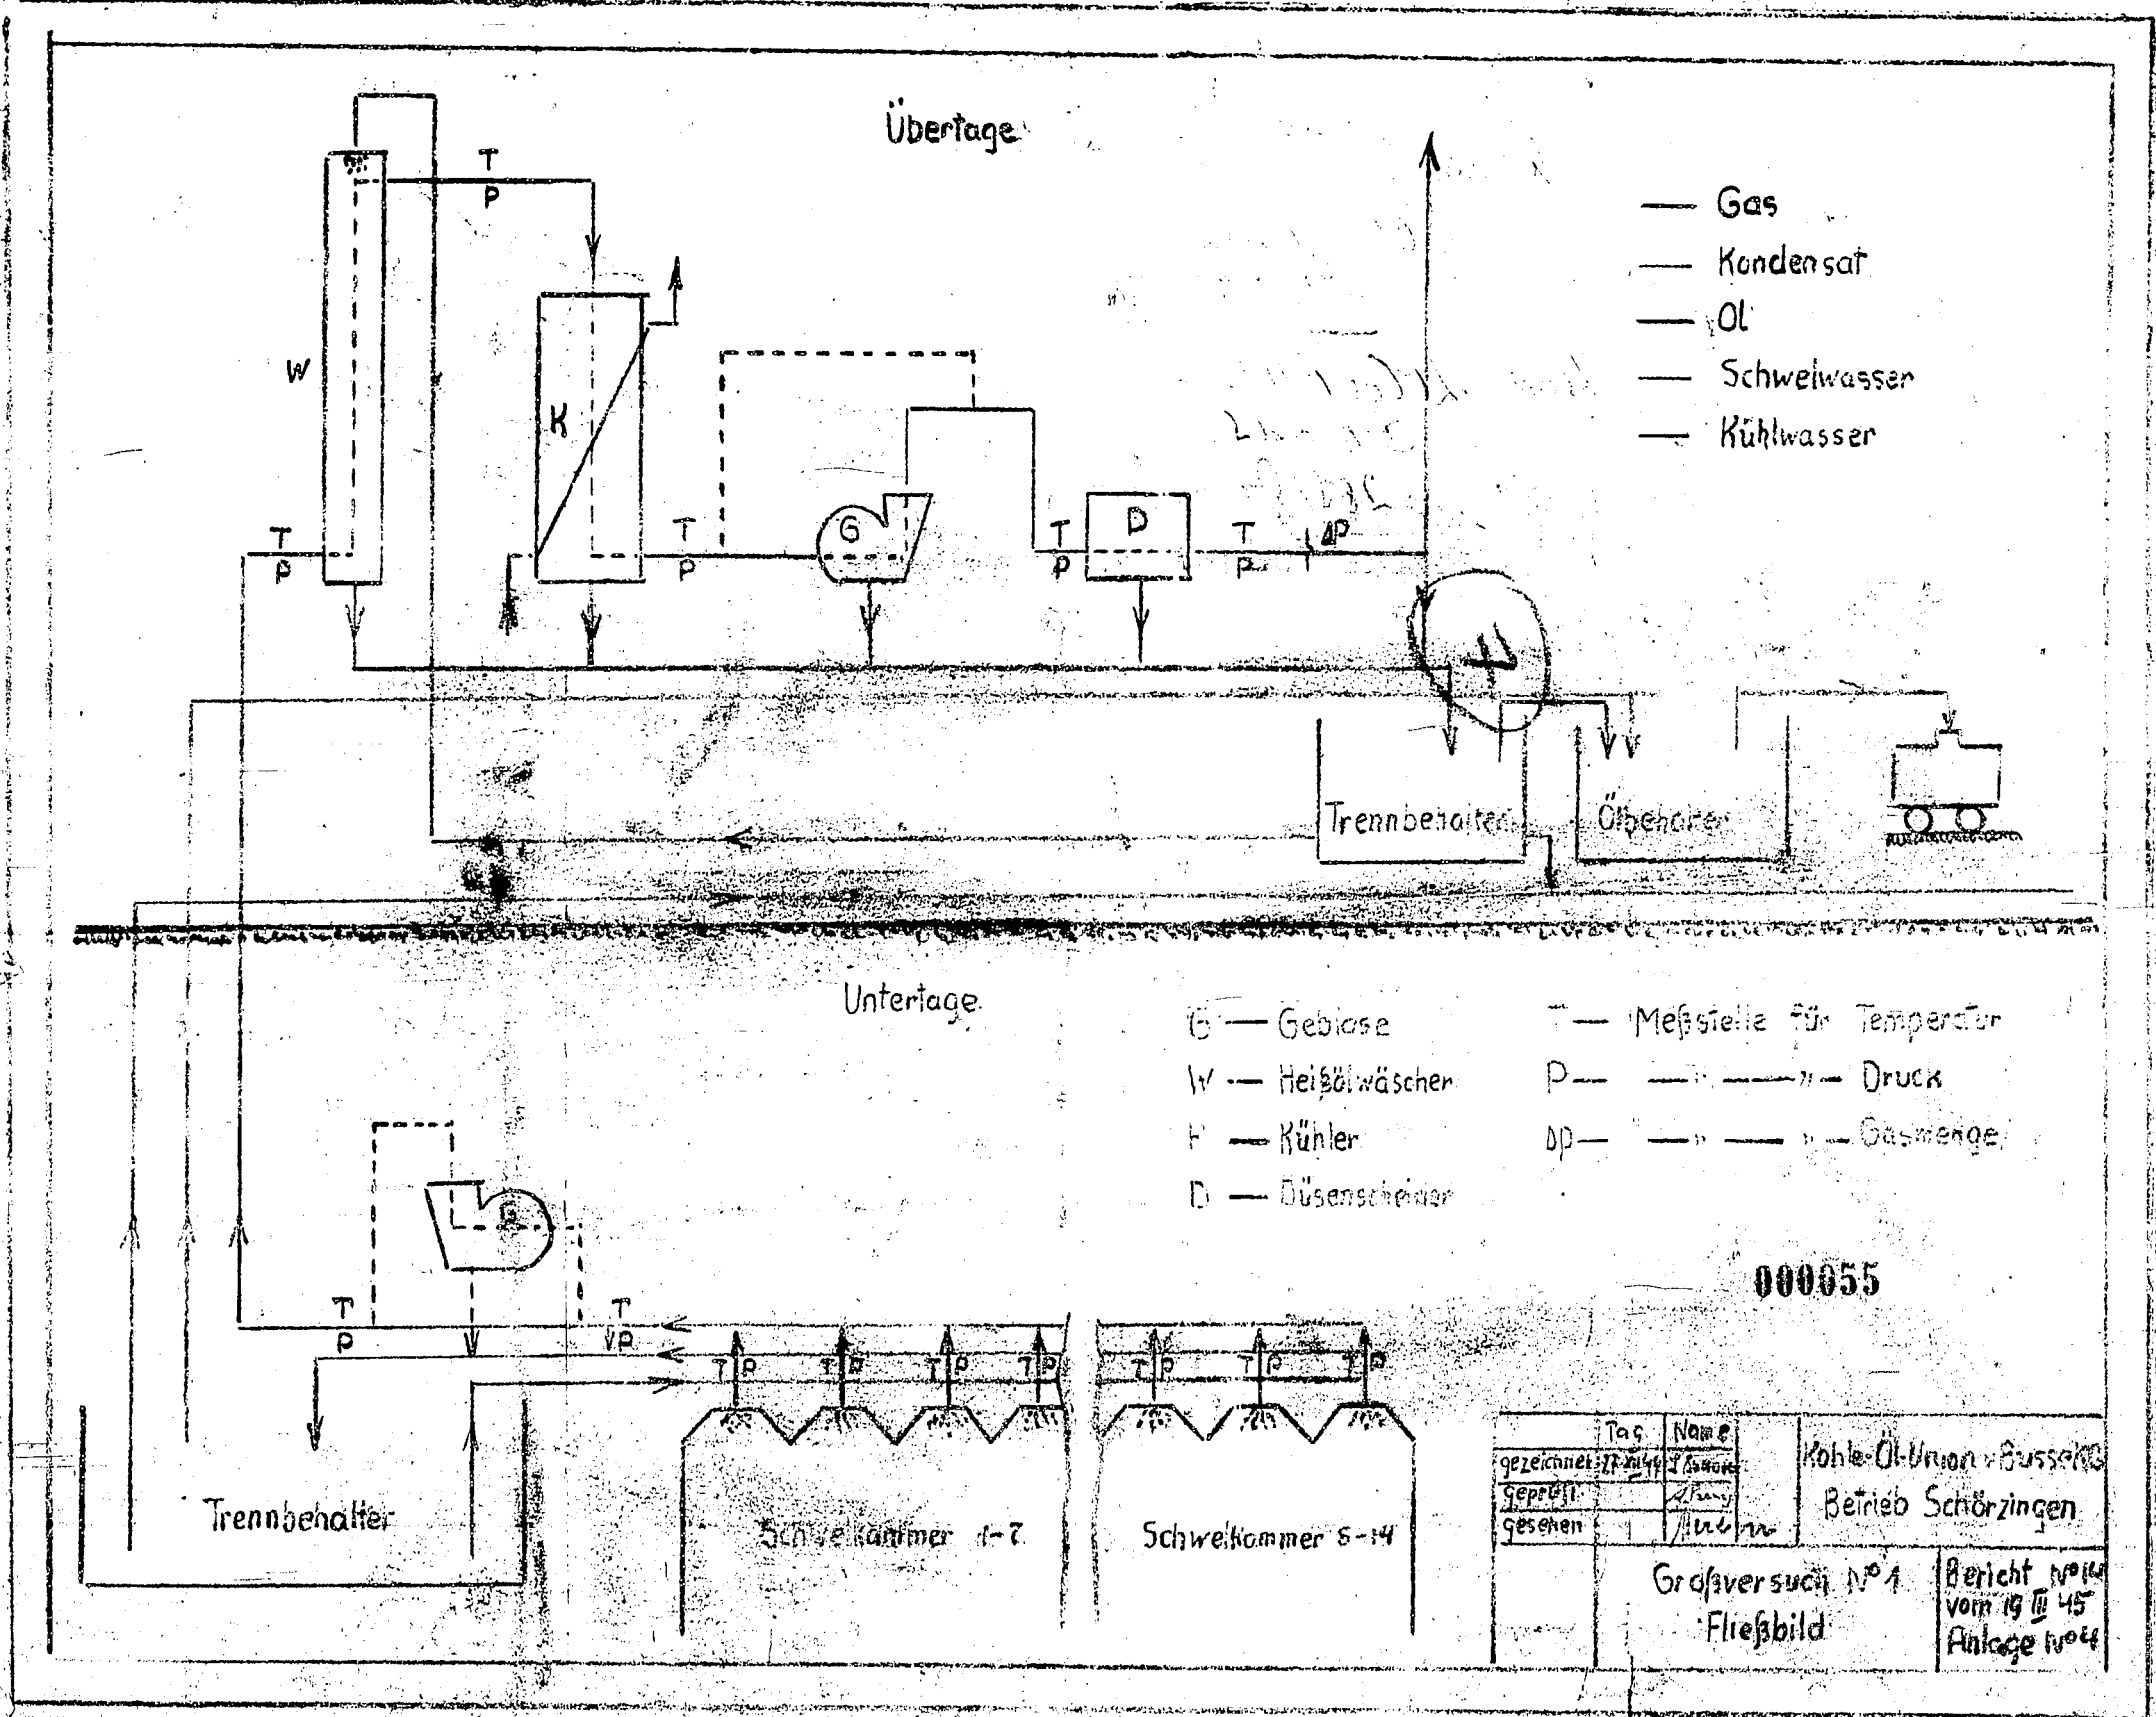 Übertage
T
P
— Gas
— Kondensat
— Öl
— Schwelwasser
— Kühlwasser
W
K
T
P
T
P
G
T
P
D
T
P
ΔP
4
Trennbehälter
Ölbehälter
Untertage
G — Gebläse
W — Heißölwäscher
K — Kühler
D — Düsenscheider
T — Meßstelle für Temperatur
P — — " — " — Druck
ΔP — — " — " — Gasmenge
G
000055
T
P
T
P
T P
T P
T P
T P
T P
T P
T P
Trennbehälter
Schwelkammer 1-7
Schwelkammer 8-14
Tag Name
gezeichnet
geprüft
gesehen
Kohle-Öl-Union v. Busse KG
Betrieb Schörzingen
Großversuch No 1
Fließbild
Bericht No 14
vom 19 III 45
Anlage No 4